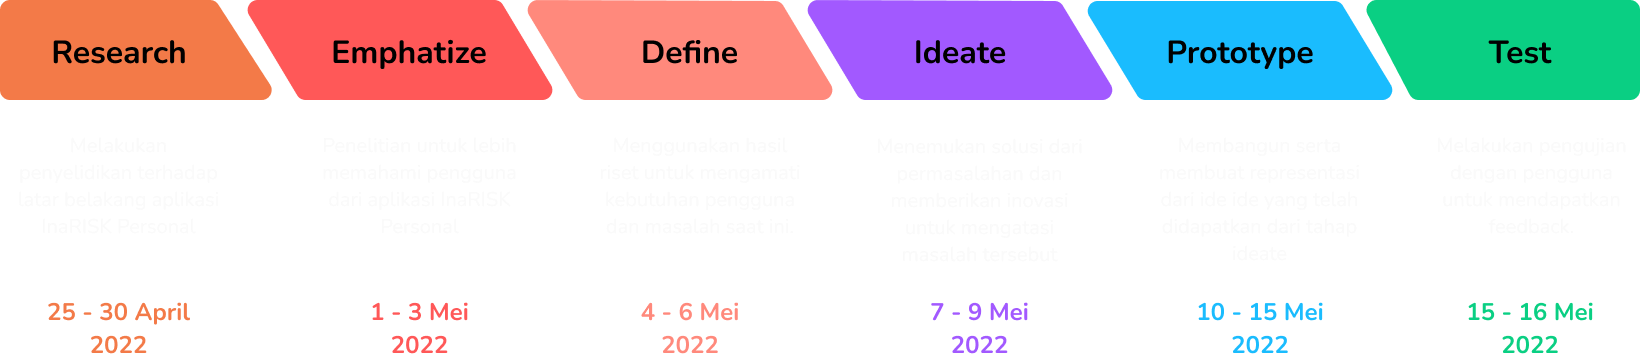 Research
Melakukan
penyelidikan terhadap
latar belakang aplikasi
InaRISK Personal
25 - 30 April
2022
Emphatize
Penelitian untuk lebih
memahami pengguna
dari aplikasi InaRISK
Personal
1 - 3 Mei
2022
Define
Menggunakan hasil
riset untuk mengamati
kebutuhan pengguna
dan masalah saat ini
4 - 6 Mei
2022
Ideate
Menemukan solusi dari
permasalahan dan
memberikan inovasi
untuk mengatasi
masalah tersebut
7 - 9 Mei
2022
Prototype
Membangun serta
membuat representasi
dari ide ide yang telah
didapatkan dari tahap
ideate
10 - 15 Mei
2022
Test
Melakukan pengujian
dengan pengguna
untuk mendapatkan
feedback
15 - 16 Mei
2022